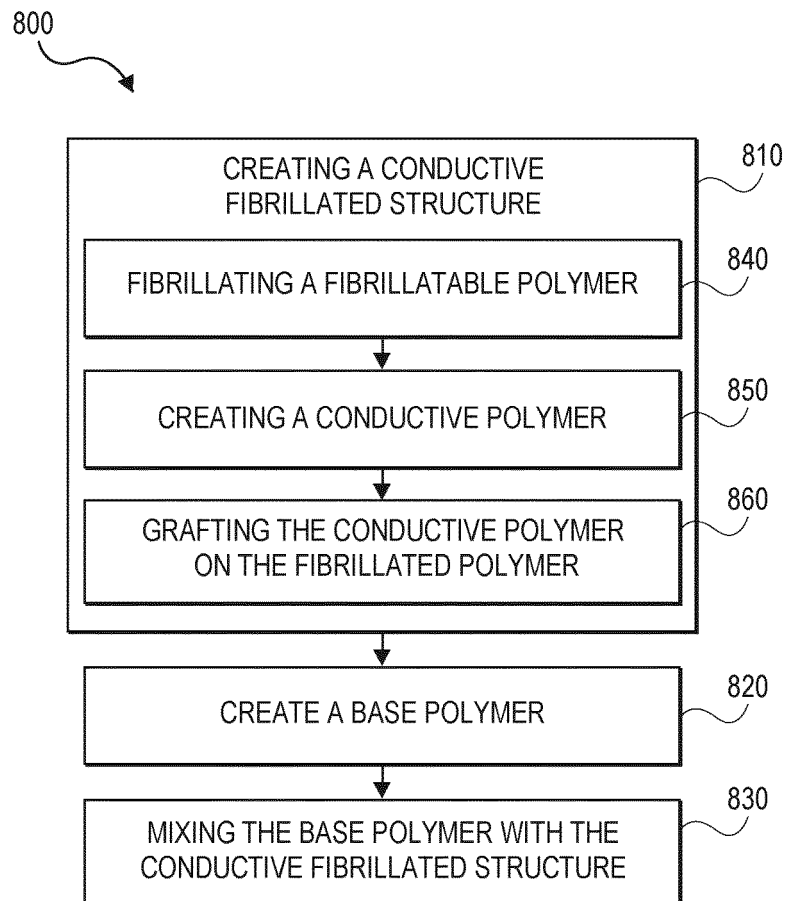 800
CREATING A CONDUCTIVE
FIBRILLATED STRUCTURE
810
FIBRILLATING A FIBRILLATABLE POLYMER
840
CREATING A CONDUCTIVE POLYMER
850
GRAFTING THE CONDUCTIVE POLYMER
ON THE FIBRILLATED POLYMER
860
CREATE A BASE POLYMER
820
MIXING THE BASE POLYMER WITH THE
CONDUCTIVE FIBRILLATED STRUCTURE
830